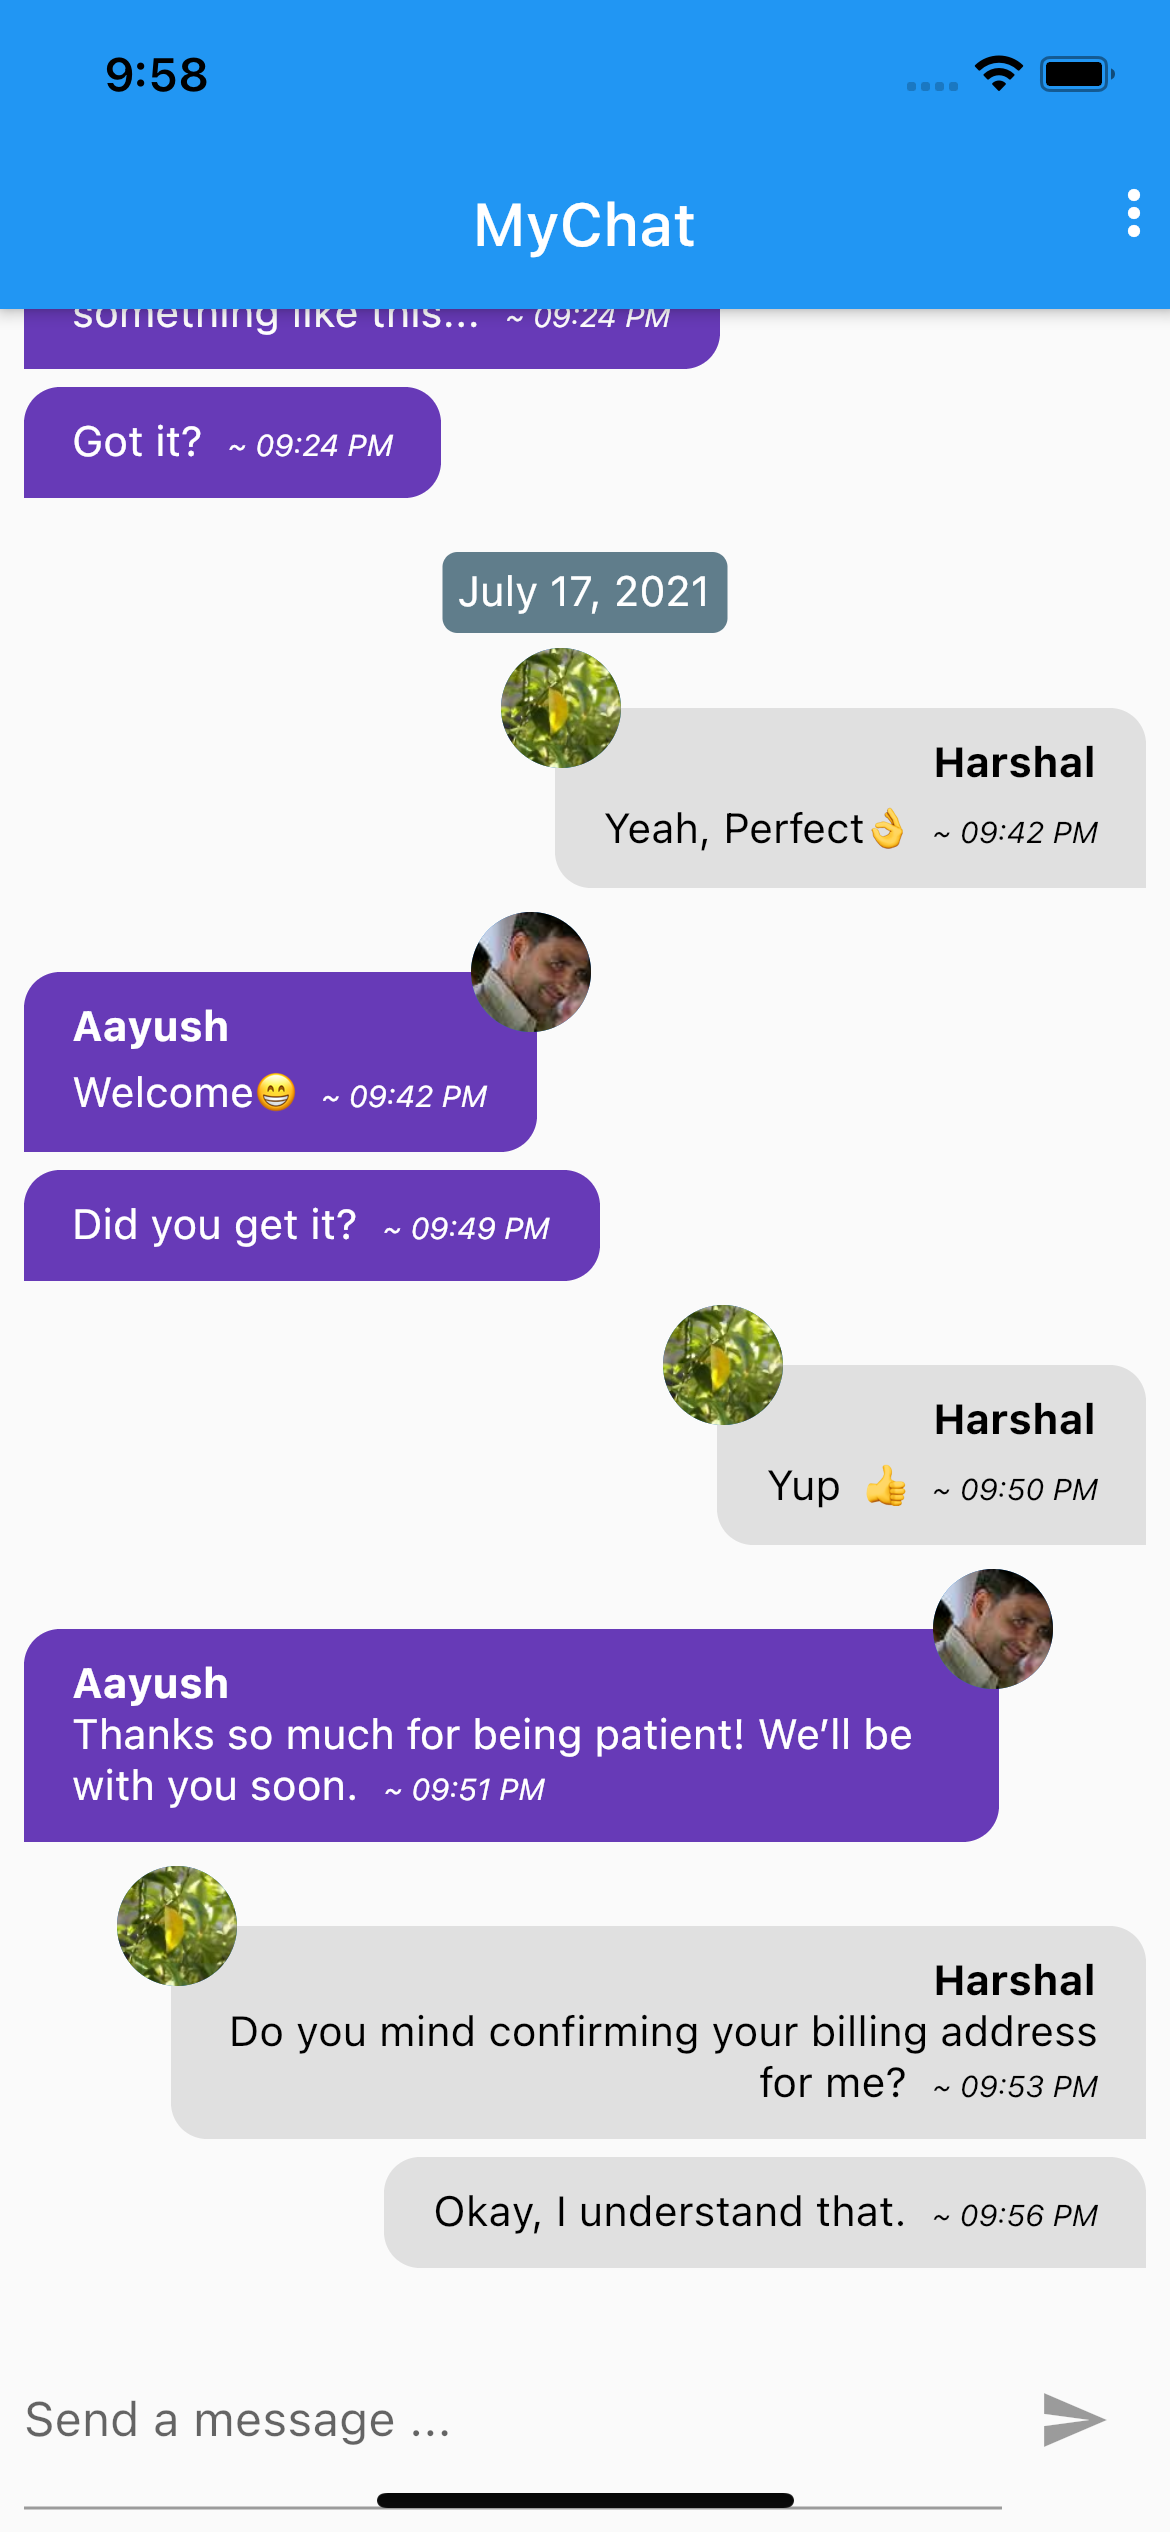 9:58
MyChat
something like this... ~ 09:24 PM
Got it? ~ 09:24 PM
July 17, 2021
Harshal
Yeah, Perfect👌 ~ 09:42 PM
Aayush
Welcome😁 ~ 09:42 PM
Did you get it? ~ 09:49 PM
Harshal
Yup 👍 ~ 09:50 PM
Aayush
Thanks so much for being patient! We’ll be
with you soon. ~ 09:51 PM
Harshal
Do you mind confirming your billing address
for me? ~ 09:53 PM
Okay, I understand that. ~ 09:56 PM
Send a message ...